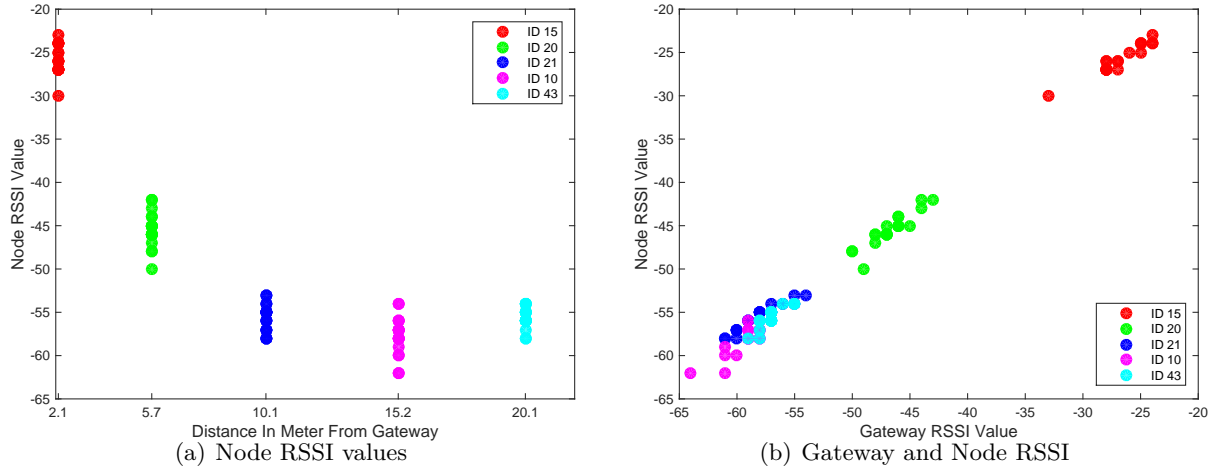 -20
-25
-30
-35
-40
-45
-50
-55
-60
-65
Node RSSI Value
2.1 5.7 10.1 15.2 20.1
Distance In Meter From Gateway
ID 15
ID 20
ID 21
ID 10
ID 43
(a) Node RSSI values
-20
-25
-30
-35
-40
-45
-50
-55
-60
-65
Node RSSI Value
-65 -60 -55 -50 -45 -40 -35 -30 -25 -20
Gateway RSSI Value
ID 15
ID 20
ID 21
ID 10
ID 43
(b) Gateway and Node RSSI